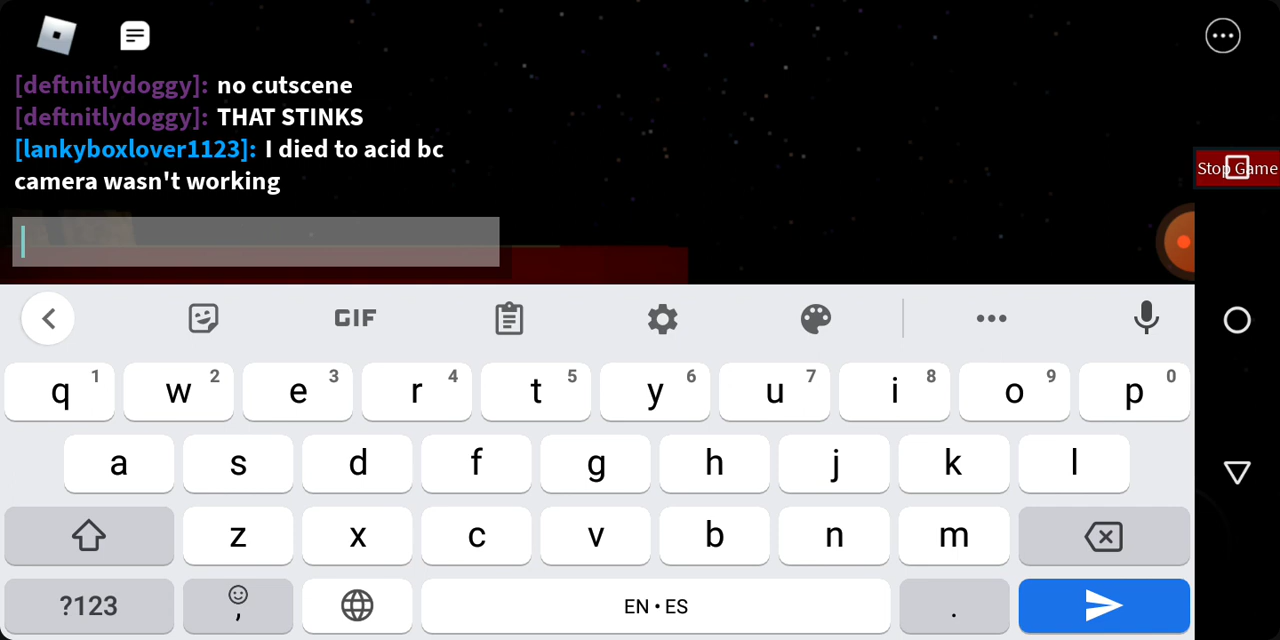 [deftnitlydoggy]: no cutscene
[deftnitlydoggy]: THAT STINKS
[lankyboxlover1123]: I died to acid bc
camera wasn't working
Stop Game
GIF
q 1 w 2 e 3 r 4 t 5 y 6 u 7 i 8 o 9 p 0
a s d f g h j k l
z x c v b n m
?123 , EN • ES .